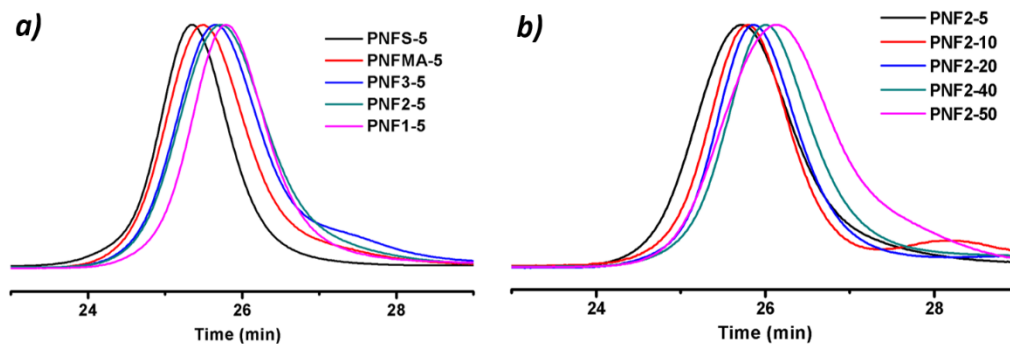 a)
PNFS-5
PNFMA-5
PNF3-5
PNF2-5
PNF1-5
24 26 28
Time (min)
b)
PNF2-5
PNF2-10
PNF2-20
PNF2-40
PNF2-50
24 26 28
Time (min)